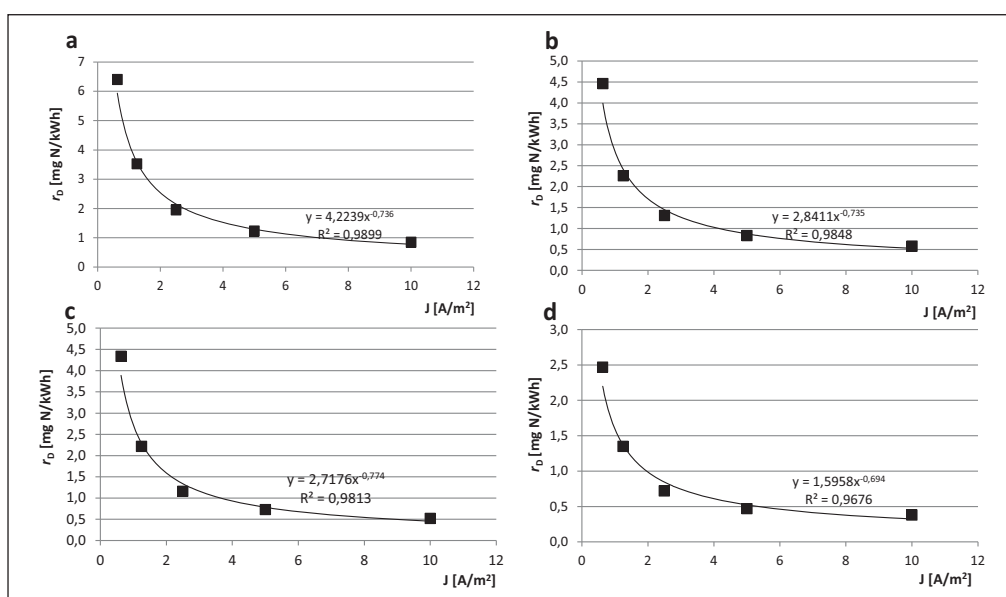 a
7
6
5
4
3
2
1
0
r_D [mg N/kWh]
y = 4,2239x^-0,736
R² = 0,9899
0 2 4 6 8 10 12
J [A/m²]
b
5,0
4,5
4,0
3,5
3,0
2,5
2,0
1,5
1,0
0,5
0,0
r_D [mg N/kWh]
y = 2,8411x^-0,735
R² = 0,9848
0 2 4 6 8 10 12
J [A/m²]
c
5,0
4,5
4,0
3,5
3,0
2,5
2,0
1,5
1,0
0,5
0,0
r_D [mg N/kWh]
y = 2,7176x^-0,774
R² = 0,9813
0 2 4 6 8 10 12
J [A/m²]
d
3,0
2,5
2,0
1,5
1,0
0,5
0,0
r_D [mg N/kWh]
y = 1,5958x^-0,694
R² = 0,9676
0 2 4 6 8 10 12
J [A/m²]